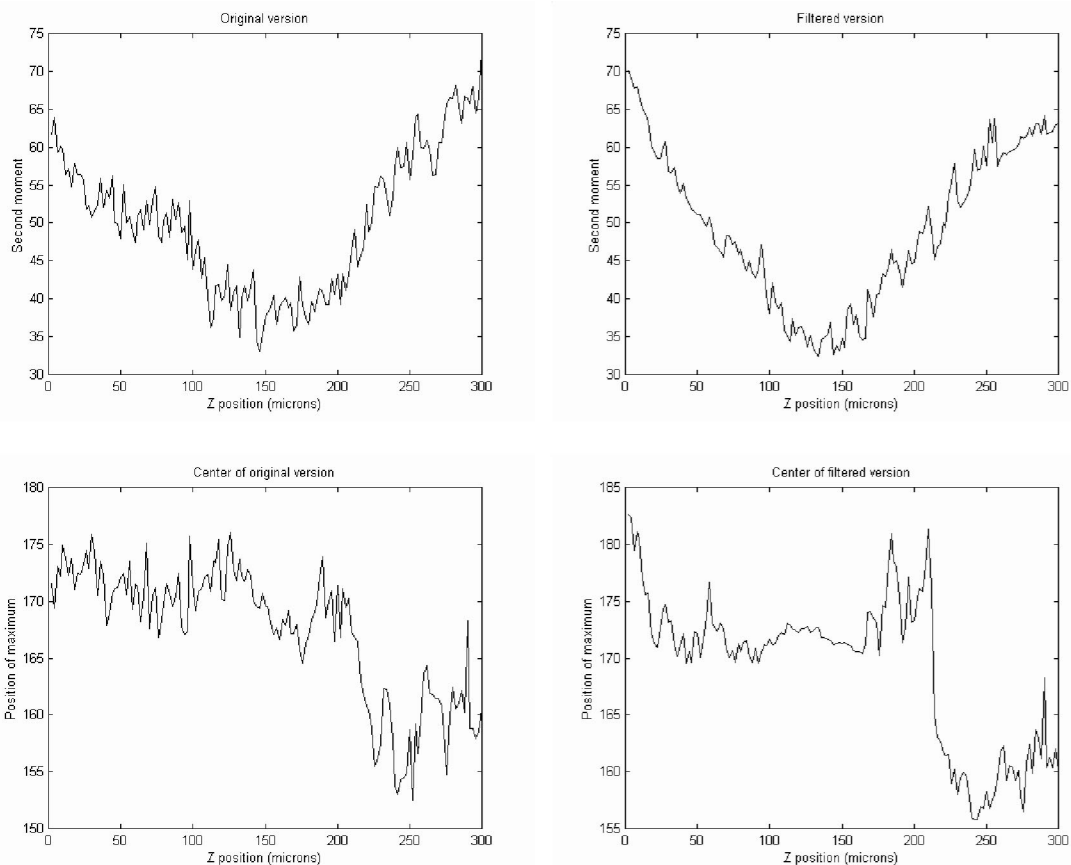 Original version
75
70
65
60
55
50
45
40
35
30
Second moment
0 50 100 150 200 250 300
Z position (microns)
Filtered version
75
70
65
60
55
50
45
40
35
30
Second moment
0 50 100 150 200 250 300
Z position (microns)
Center of original version
180
175
170
165
160
155
150
Position of maximum
0 50 100 150 200 250 300
Z position (microns)
Center of filtered version
185
180
175
170
165
160
155
Position of maximum
0 50 100 150 200 250 300
Z position (microns)